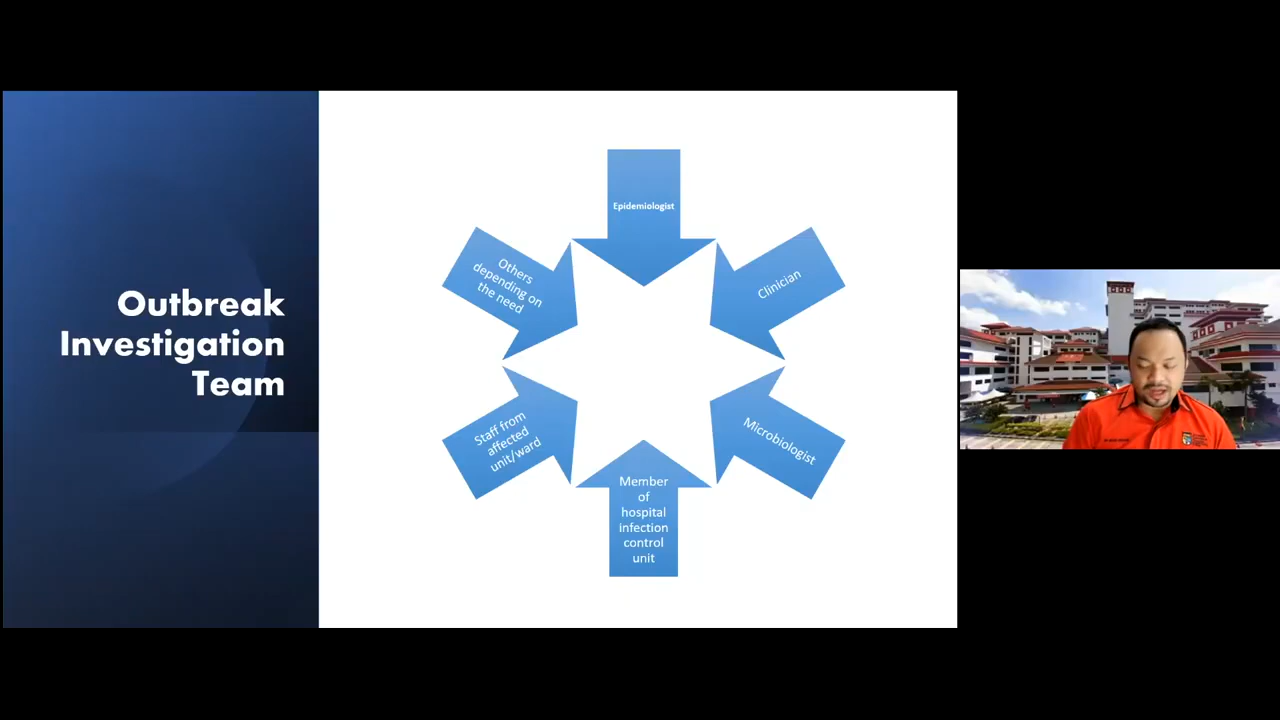 Outbreak
Investigation
Team
Epidemiologist
Clinician
Microbiologist
Member
of
hospital
infection
control
unit
Staff from
affected
unit/ward
Others
depending on
the need